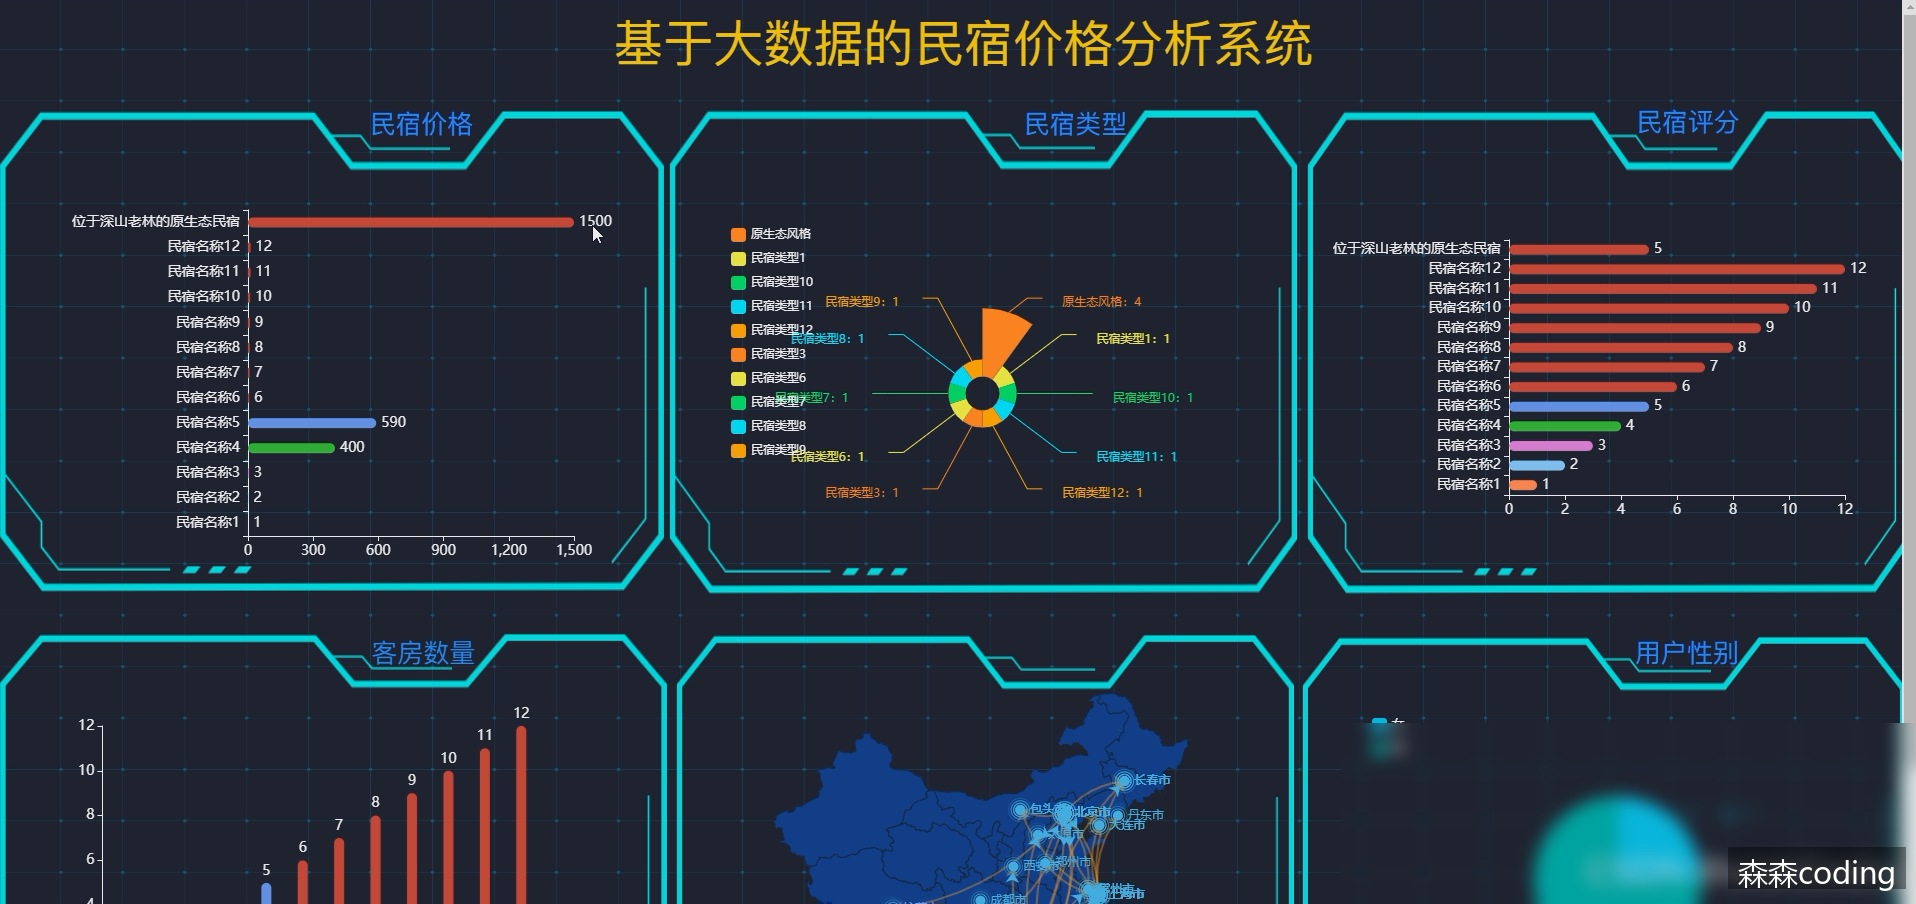 基于大数据的民宿价格分析系统
民宿价格
位于深山老林的原生态民宿 1500
民宿名称12 12
民宿名称11 11
民宿名称10 10
民宿名称9 9
民宿名称8 8
民宿名称7 7
民宿名称6 6
民宿名称5 590
民宿名称4 400
民宿名称3 3
民宿名称2 2
民宿名称1 1
0 300 600 900 1,200 1,500
民宿类型
原生态风格
民宿类型1
民宿类型10
民宿类型11
民宿类型12
民宿类型3
民宿类型6
民宿类型7
民宿类型8
民宿类型9
民宿类型9：1
原生态风格：4
民宿类型8：1
民宿类型1：1
民宿类型7：1
民宿类型10：1
民宿类型6：1
民宿类型11：1
民宿类型3：1
民宿类型12：1
民宿评分
位于深山老林的原生态民宿 5
民宿名称12 12
民宿名称11 11
民宿名称10 10
民宿名称9 9
民宿名称8 8
民宿名称7 7
民宿名称6 6
民宿名称5 5
民宿名称4 4
民宿名称3 3
民宿名称2 2
民宿名称1 1
0 2 4 6 8 10 12
客房数量
12
10
8
6
4
5 6 7 8 9 10 11 12
长春市
包头
北京市
丹东市
大连市
西安
郑州市
成都市
用户性别
森森coding